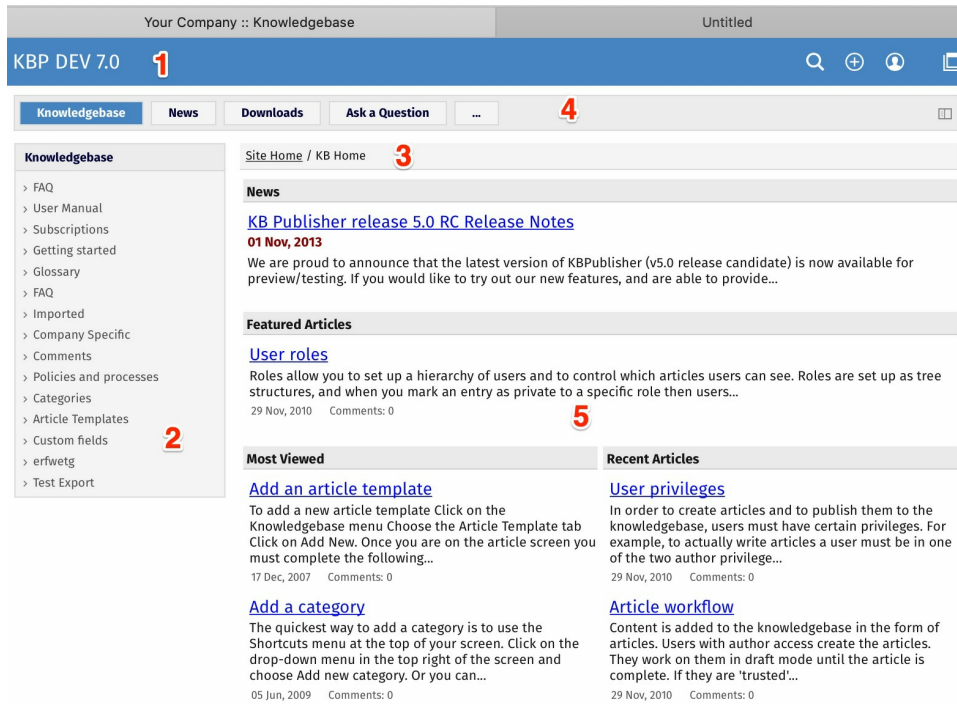 Your Company :: Knowledgebase
Untitled
KBP DEV 7.0
1
Knowledgebase
News
Downloads
Ask a Question
...
4
Knowledgebase
> FAQ
> User Manual
> Subscriptions
> Getting started
> Glossary
> FAQ
> Imported
> Company Specific
> Comments
> Policies and processes
> Categories
> Article Templates
> Custom fields
> erfwetg
> Test Export
2
Site Home / KB Home
3
News
KB Publisher release 5.0 RC Release Notes
01 Nov, 2013
We are proud to announce that the latest version of KBPublisher (v5.0 release candidate) is now available for
preview/testing. If you would like to try out our new features, and are able to provide...
Featured Articles
User roles
Roles allow you to set up a hierarchy of users and to control which articles users can see. Roles are set up as tree
structures, and when you mark an entry as private to a specific role then users...
29 Nov, 2010 Comments: 0
5
Most Viewed
Add an article template
To add a new article template Click on the
Knowledgebase menu Choose the Article Template tab
Click on Add New. Once you are on the article screen you
must complete the following...
17 Dec, 2007 Comments: 0
Add a category
The quickest way to add a category is to use the
Shortcuts menu at the top of your screen. Click on the
drop-down menu in the top right of the screen and
choose Add new category. Or you can...
05 Jun, 2009 Comments: 0
Recent Articles
User privileges
In order to create articles and to publish them to the
knowledgebase, users must have certain privileges. For
example, to actually write articles a user must be in one
of the two author privilege...
29 Nov, 2010 Comments: 0
Article workflow
Content is added to the knowledgebase in the form of
articles. Users with author access create the articles.
They work on them in draft mode until the article is
complete. If they are 'trusted'...
29 Nov, 2010 Comments: 0